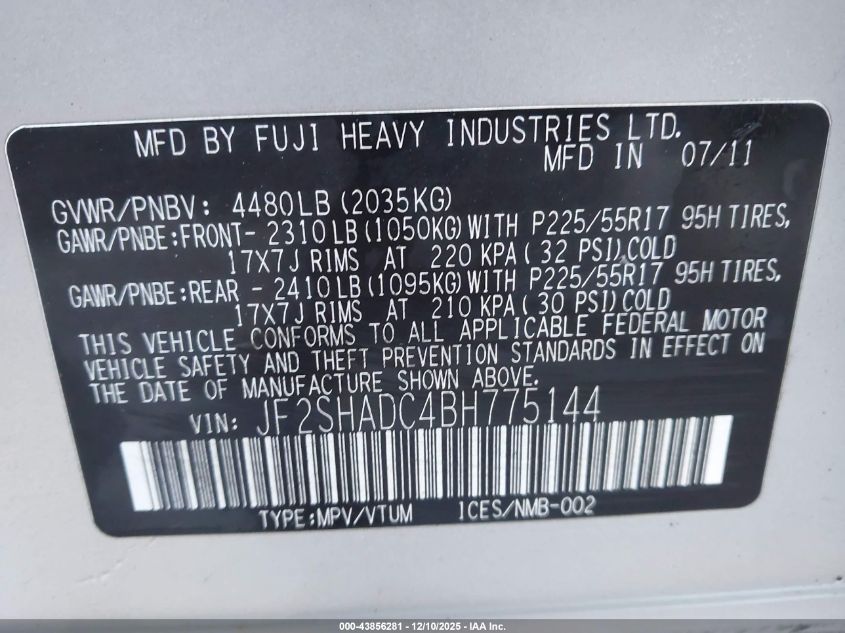 MFD BY FUJI HEAVY INDUSTRIES LTD.
MFD IN 07/11
GVWR/PNBV: 4480LB (2035KG)
GAWR/PNBE:FRONT- 2310LB (1050KG) WITH P225/55R17 95H TIRES,
17X7J RIMS AT 220 KPA (32 PSI) COLD
GAWR/PNBE:REAR - 2410LB (1095KG) WITH P225/55R17 95H TIRES,
17X7J RIMS AT 210 KPA (30 PSI) COLD
THIS VEHICLE CONFORMS TO ALL APPLICABLE FEDERAL MOTOR
VEHICLE SAFETY AND THEFT PREVENTION STANDARDS IN EFFECT ON
THE DATE OF MANUFACTURE SHOWN ABOVE.
VIN: JF2SHADC4BH775144
TYPE:MPV/VTUM ICES/NMB-002
000-43856281 - 12/10/2025 - IAA Inc.